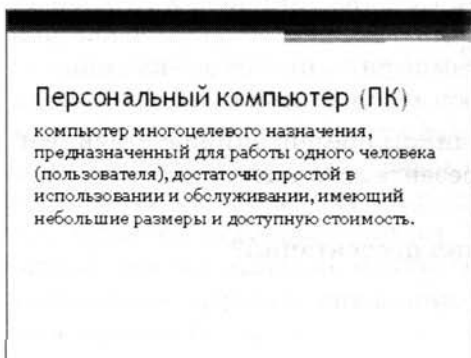 Персональный компьютер (ПК)
компьютер многоцелевого назначения,
предназначенный для работы одного человека
(пользователя), достаточно простой в
использовании и обслуживании, имеющий
небольшие размеры и доступную стоимость.